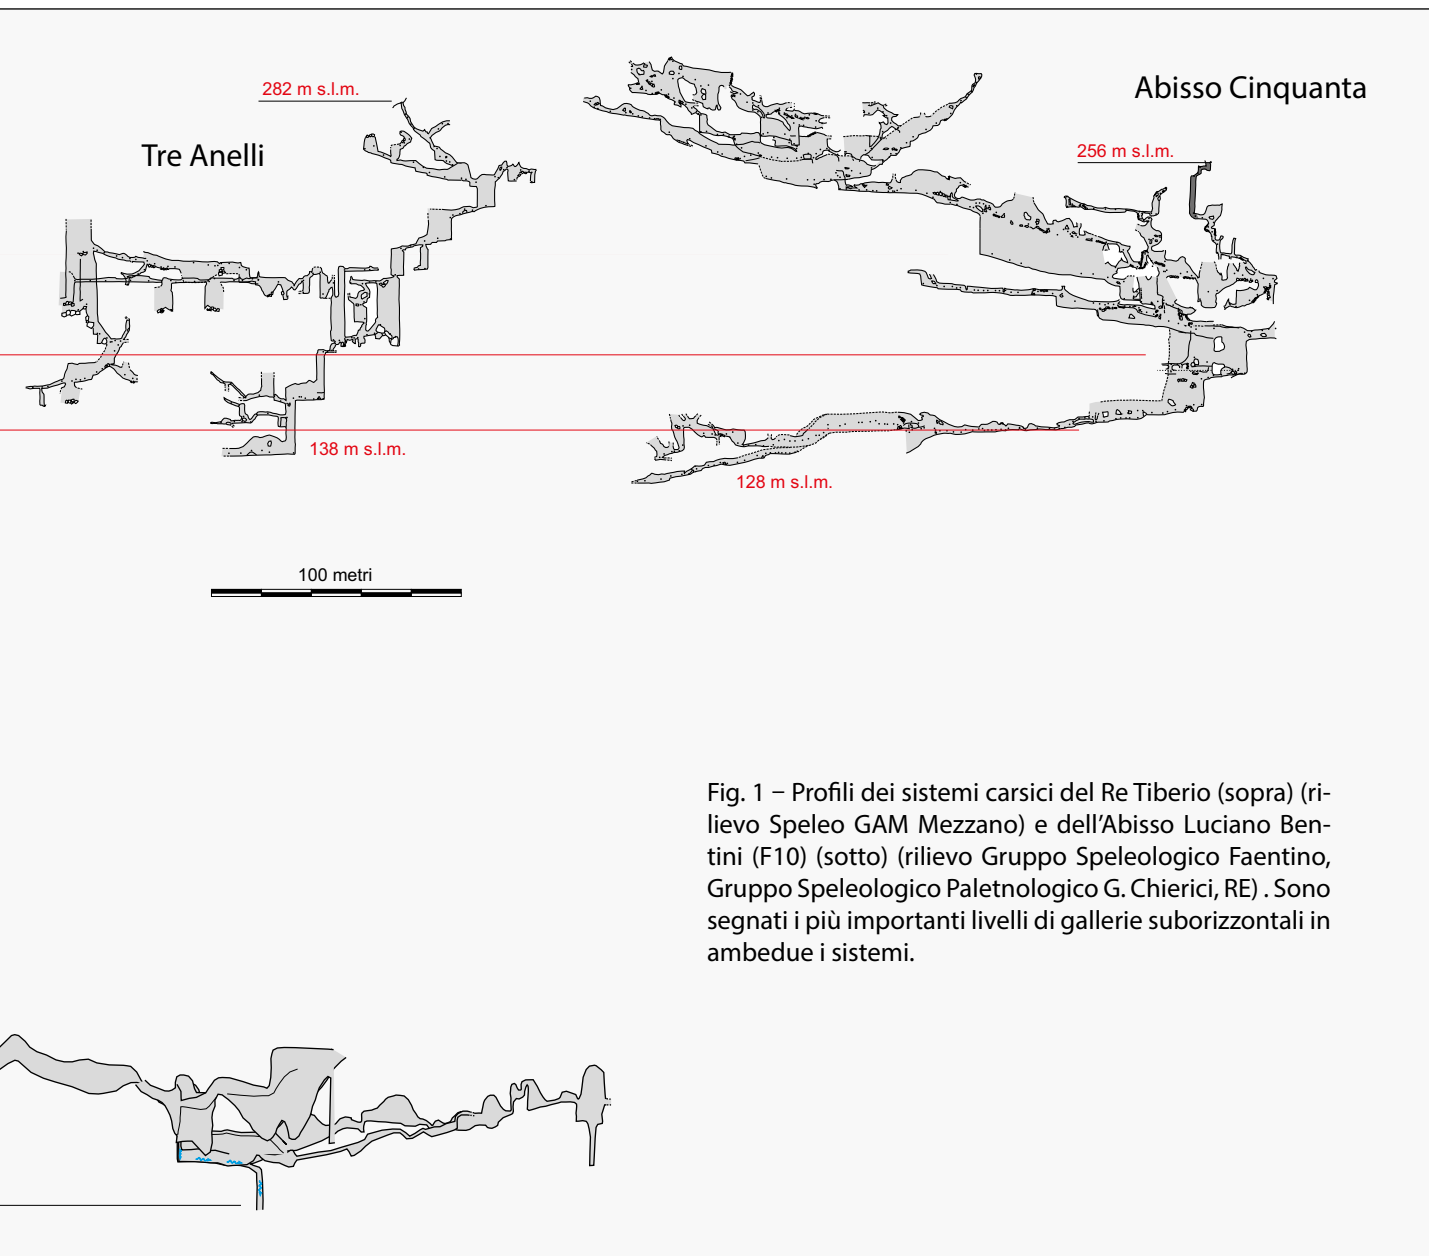 282 m s.l.m.
Abisso Cinquanta
Tre Anelli
256 m s.l.m.
138 m s.l.m.
128 m s.l.m.
100 metri
Fig. 1 – Profili dei sistemi carsici del Re Tiberio (sopra) (ri-
lievo Speleo GAM Mezzano) e dell’Abisso Luciano Ben-
tini (F10) (sotto) (rilievo Gruppo Speleologico Faentino,
Gruppo Speleologico Paletnologico G. Chierici, RE) . Sono
segnati i più importanti livelli di gallerie suborizzontali in
ambedue i sistemi.